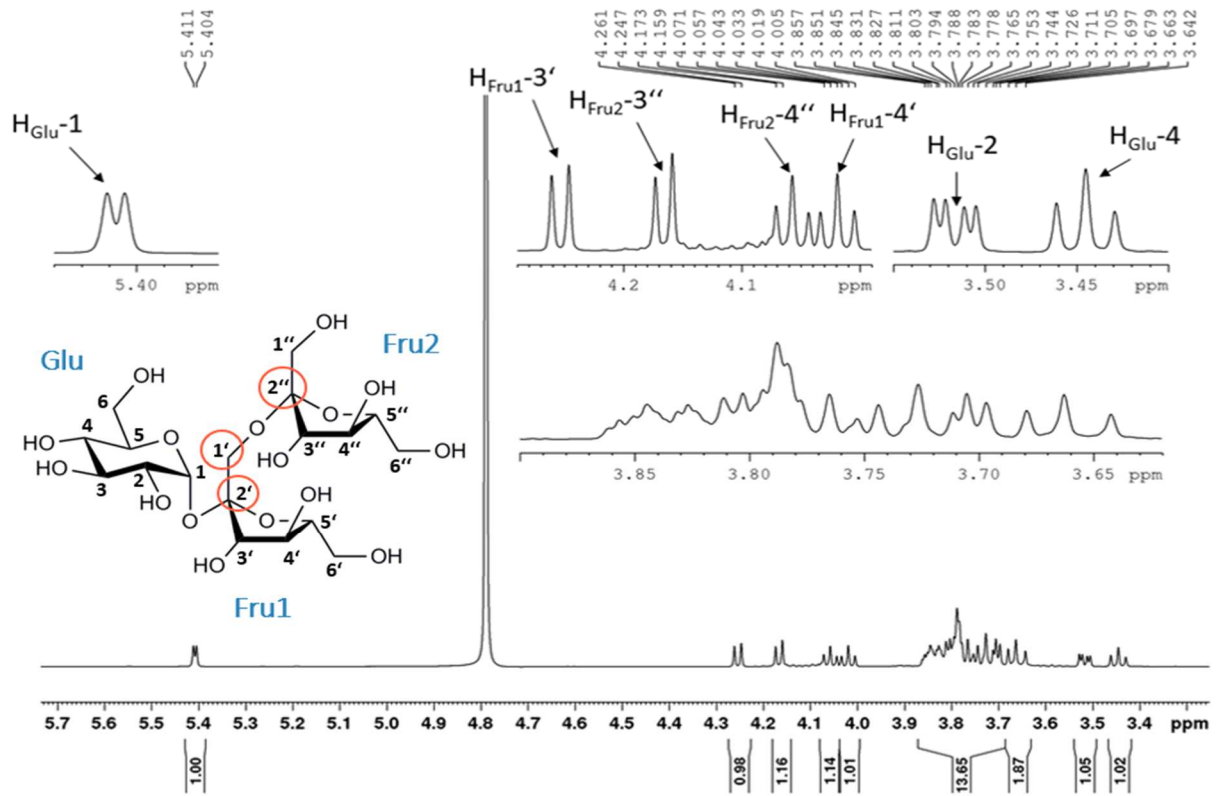 5.411
5.404
4.261
4.247
4.173
4.159
4.071
4.057
4.043
4.033
4.019
4.005
3.857
3.851
3.845
3.831
3.827
3.811
3.803
3.794
3.788
3.783
3.778
3.765
3.753
3.744
3.726
3.711
3.705
3.697
3.679
3.663
3.642
HGlu-1
HFru1-3‘
HFru2-3‘‘
HFru2-4‘‘
HFru1-4‘
HGlu-2
HGlu-4
5.40 ppm
4.2 4.1 ppm
3.50 3.45 ppm
3.85 3.80 3.75 3.70 3.65 ppm
Glu
Fru2
Fru1
OH
1‘‘
2‘‘
OH
O
5‘‘
3‘‘
4‘‘
HO
6‘‘
OH
OH
6
4
5
O
HO
HO
3
2
1
HO
O
1‘
O
2‘
OH
O
5‘
3‘
4‘
HO
6‘
OH
5.7 5.6 5.5 5.4 5.3 5.2 5.1 5.0 4.9 4.8 4.7 4.6 4.5 4.4 4.3 4.2 4.1 4.0 3.9 3.8 3.7 3.6 3.5 3.4 ppm
1.00
0.98
1.16
1.14
1.01
13.65
1.87
1.05
1.02